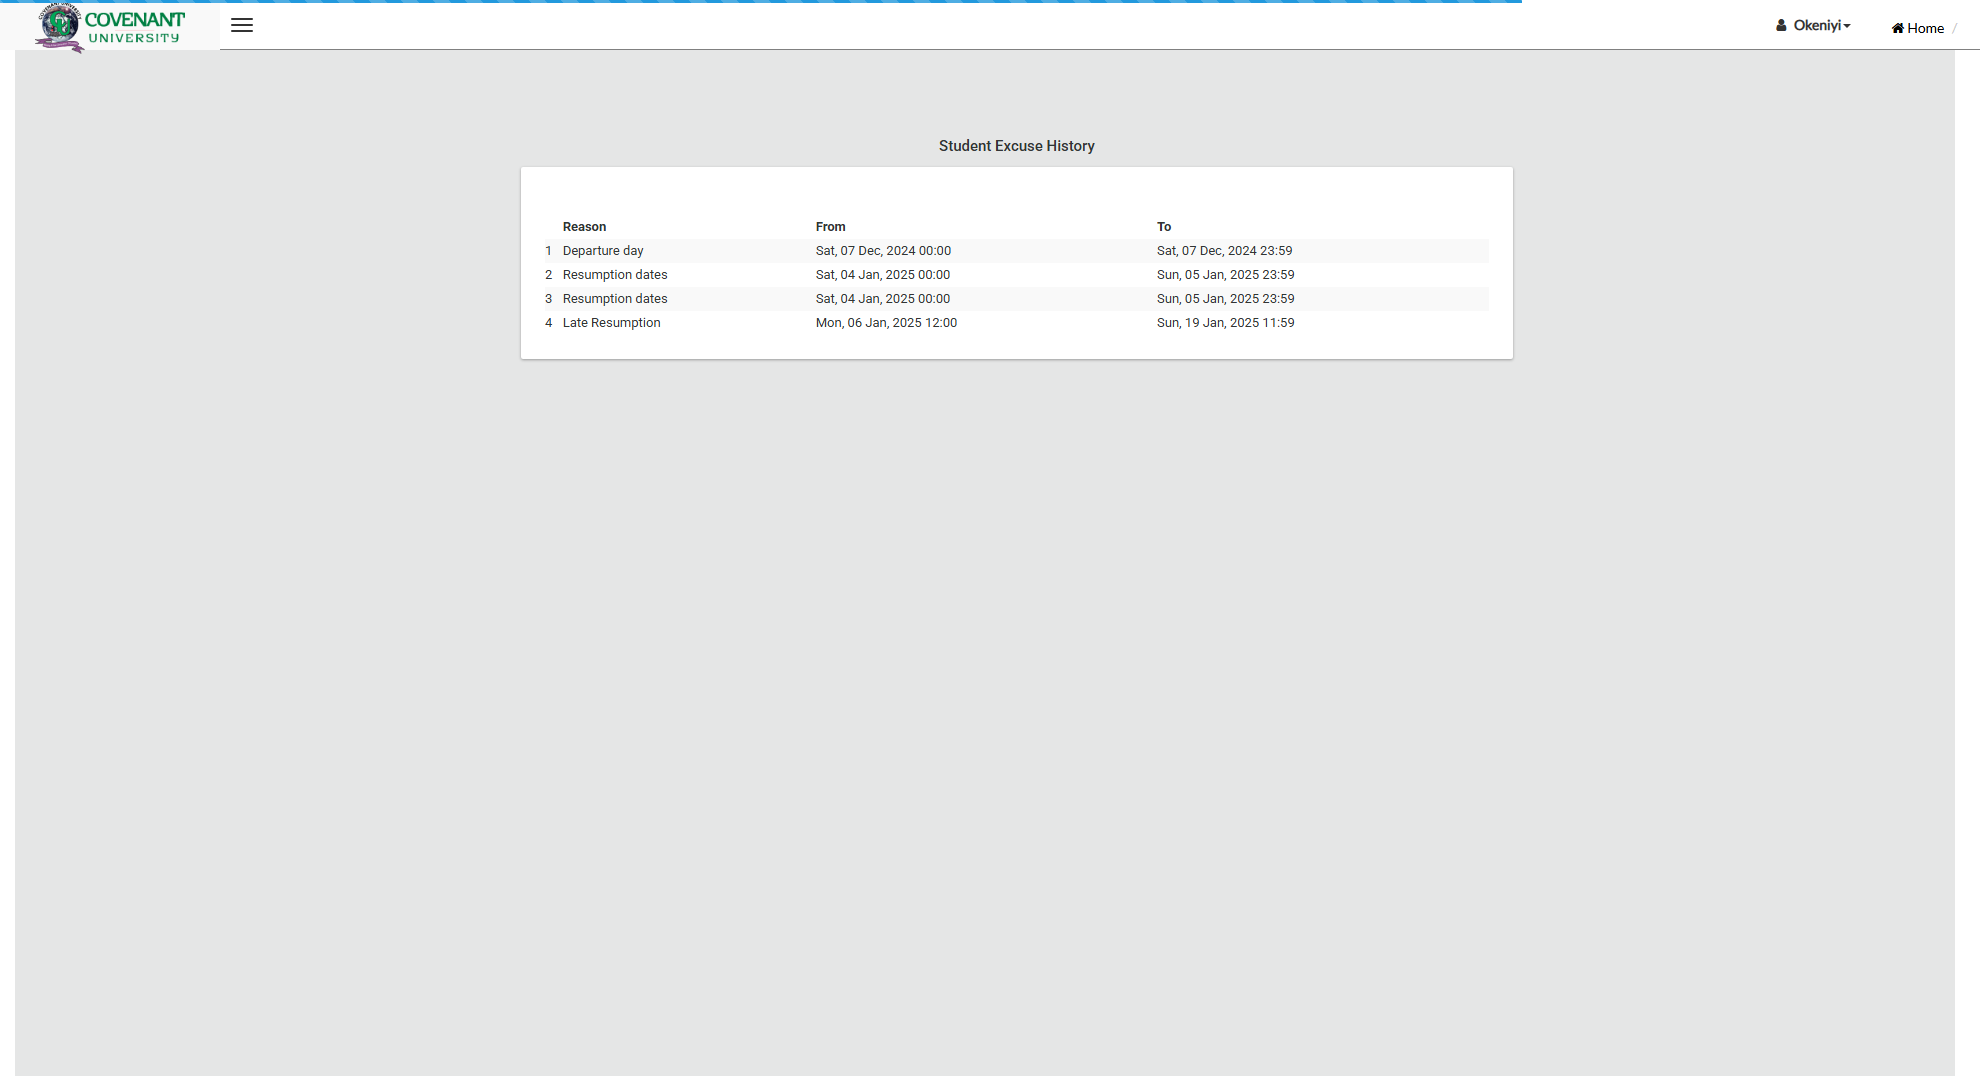 COVENANT
UNIVERSITY
Okeniyi
Home /
Student Excuse History
Reason From To
1 Departure day Sat, 07 Dec, 2024 00:00 Sat, 07 Dec, 2024 23:59
2 Resumption dates Sat, 04 Jan, 2025 00:00 Sun, 05 Jan, 2025 23:59
3 Resumption dates Sat, 04 Jan, 2025 00:00 Sun, 05 Jan, 2025 23:59
4 Late Resumption Mon, 06 Jan, 2025 12:00 Sun, 19 Jan, 2025 11:59